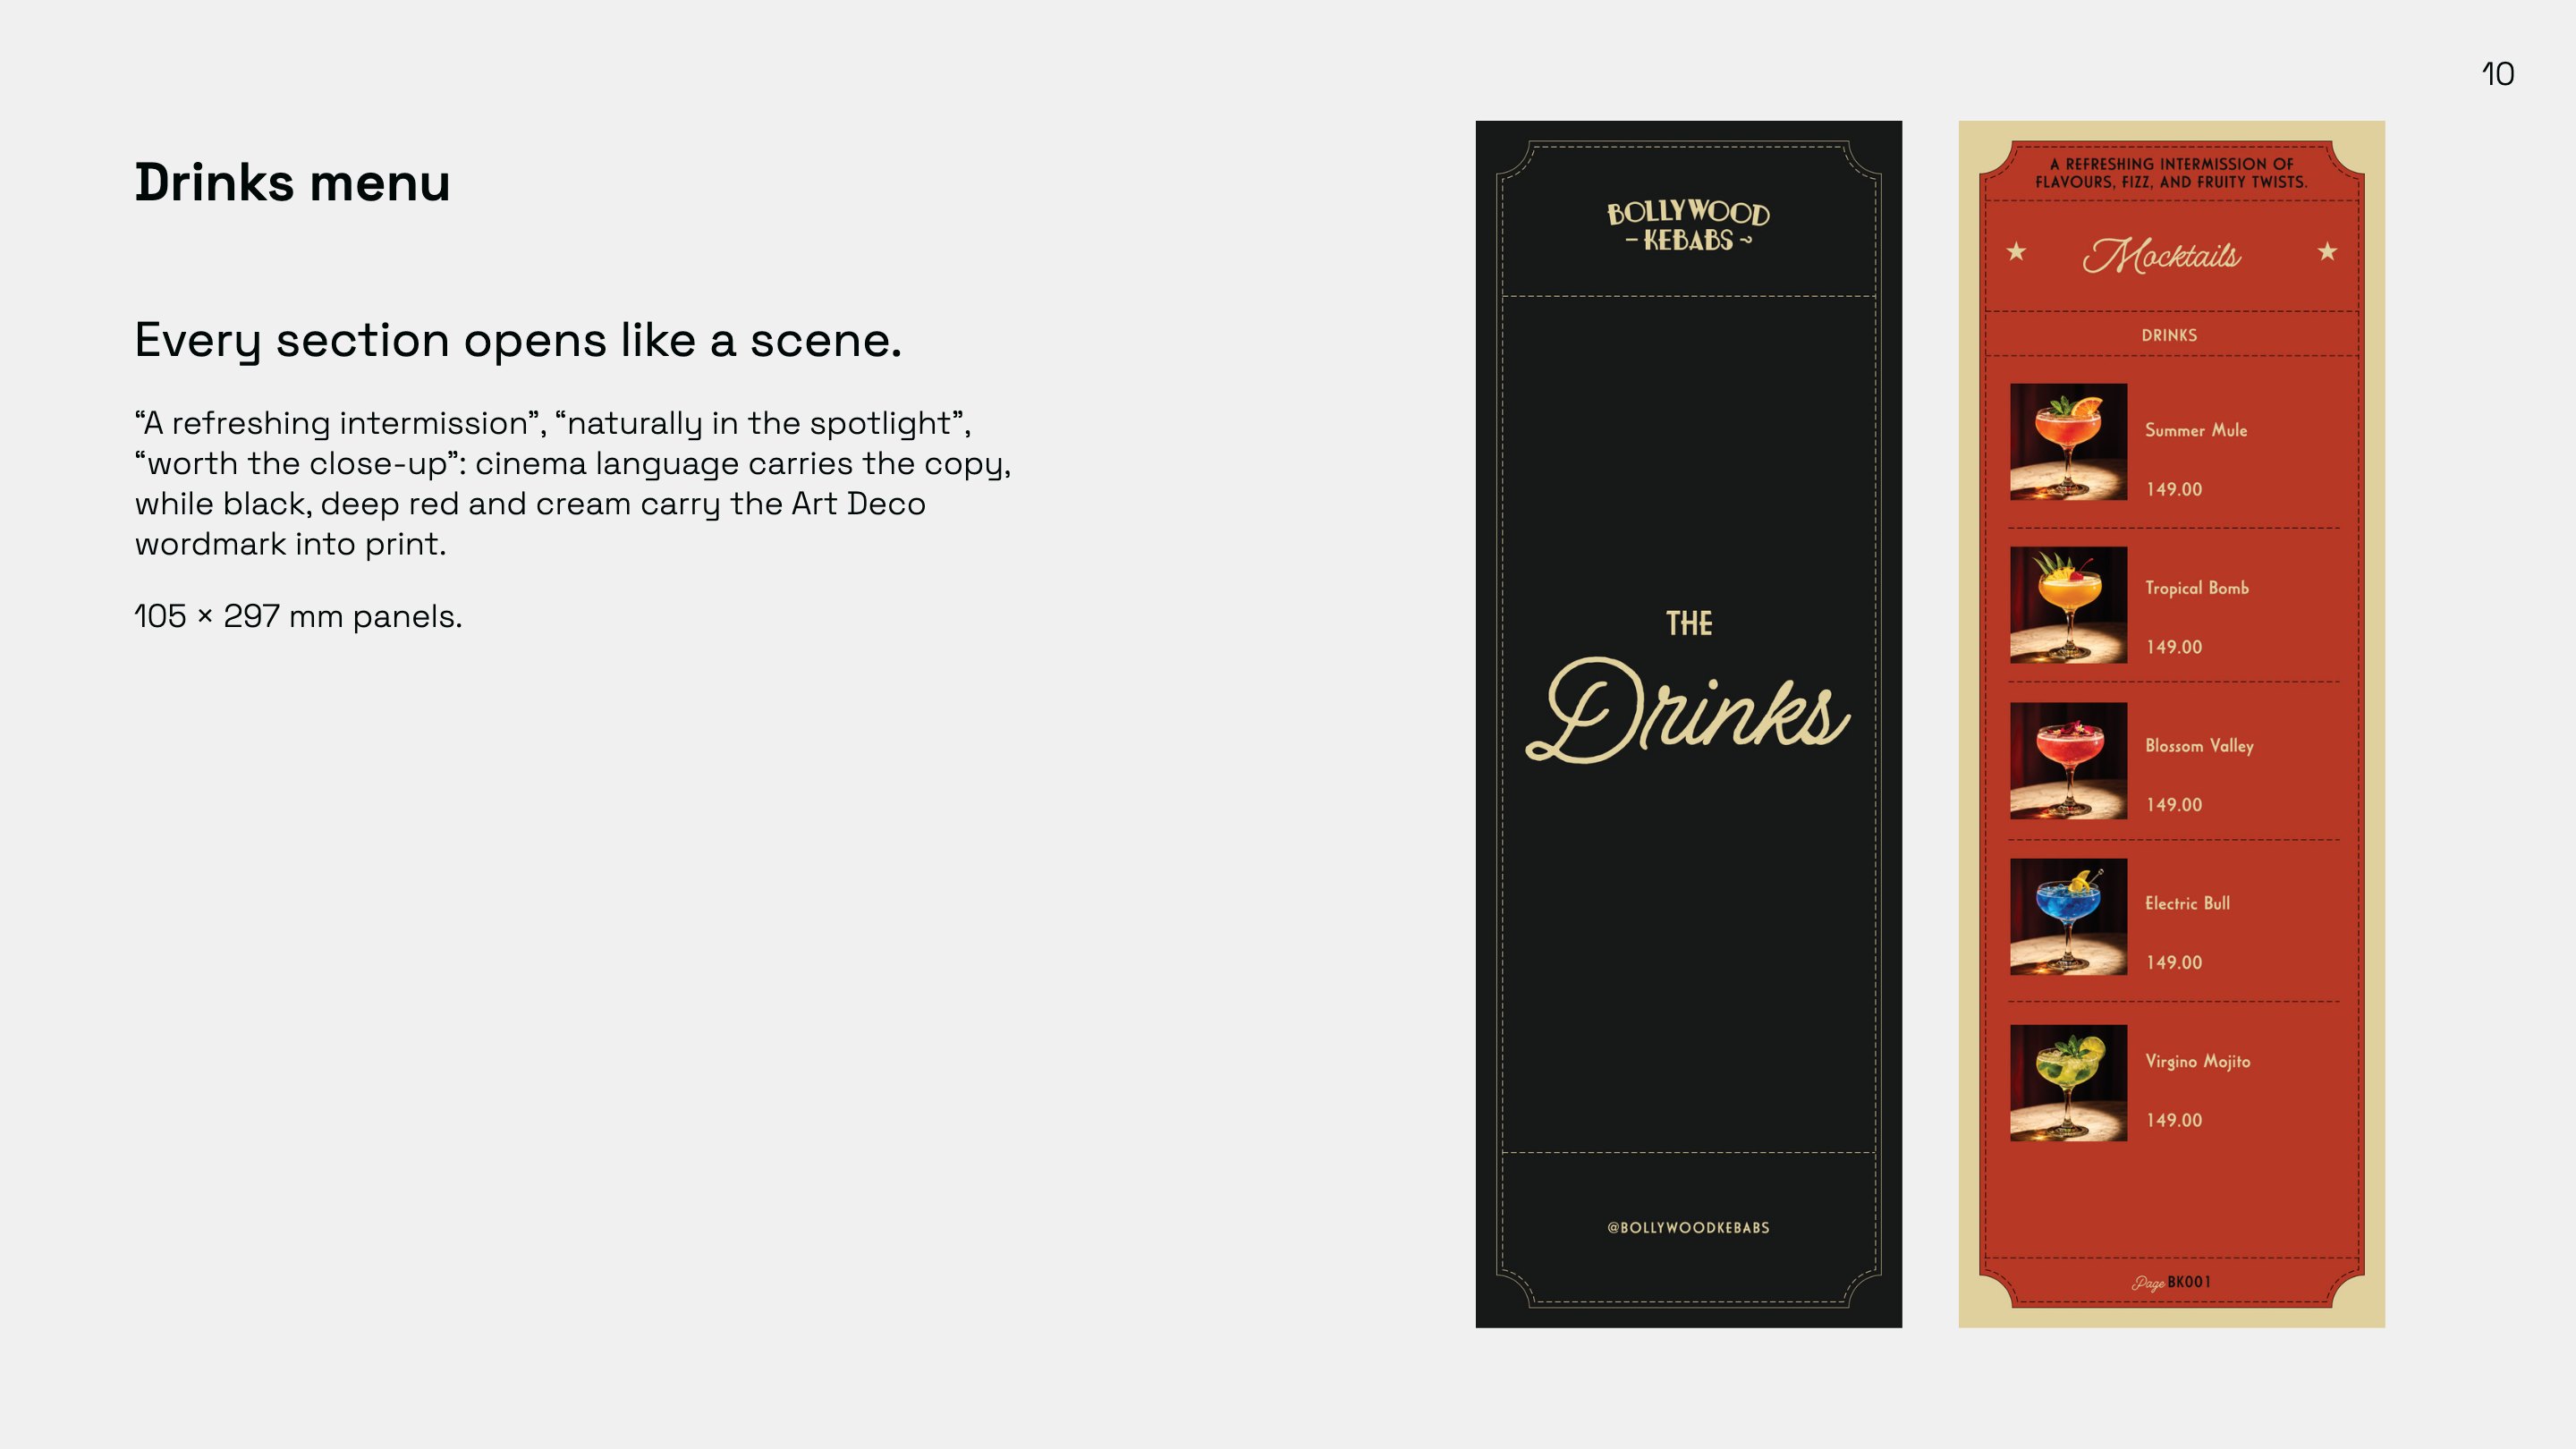 10
Drinks menu
Every section opens like a scene.
“A refreshing intermission”, “naturally in the spotlight”,
“worth the close-up”: cinema language carries the copy,
while black, deep red and cream carry the Art Deco
wordmark into print.
105 × 297 mm panels.
BOLLYWOOD
– KEBABS ~
THE
Drinks
@BOLLYWOODKEBABS
A REFRESHING INTERMISSION OF
FLAVOURS, FIZZ, AND FRUITY TWISTS.
★ Mocktails ★
DRINKS
Summer Mule
149.00
Tropical Bomb
149.00
Blossom Valley
149.00
Electric Bull
149.00
Virgino Mojito
149.00
Page BK001